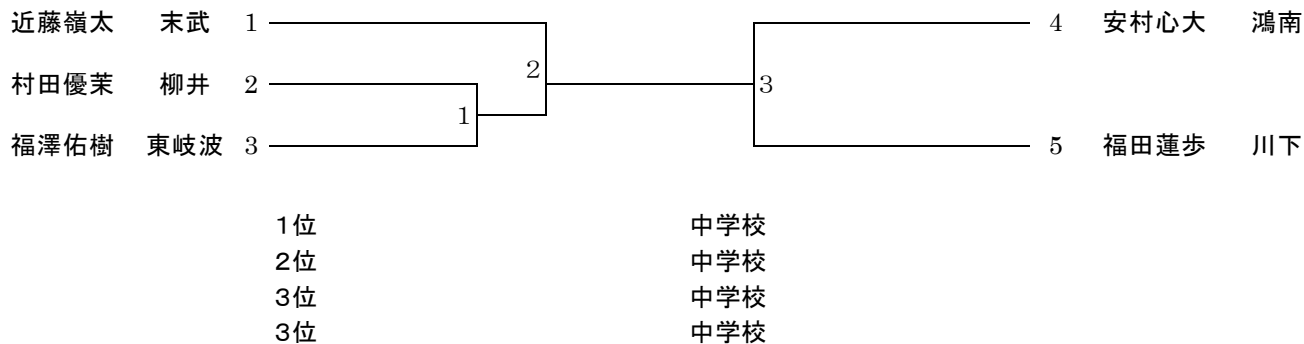 近藤嶺太 末武 1 4 安村心大 鴻南
2 3
村田優茉 柳井 2
1
福澤佑樹 東岐波 3 5 福田蓮歩 川下
1位 中学校
2位 中学校
3位 中学校
3位 中学校